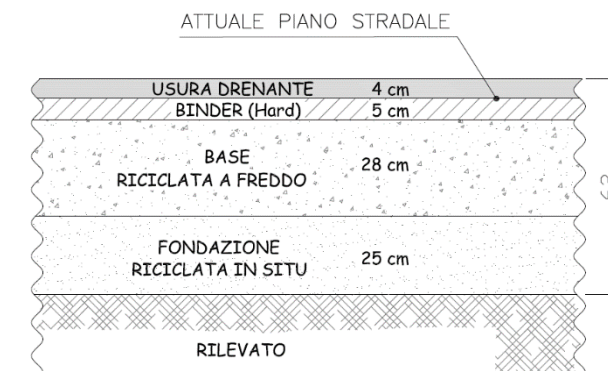 ATTUALE PIANO STRADALE
USURA DRENANTE 4 cm
BINDER (Hard) 5 cm
BASE
RICICLATA A FREDDO 28 cm
FONDAZIONE
RICICLATA IN SITU 25 cm
RILEVATO